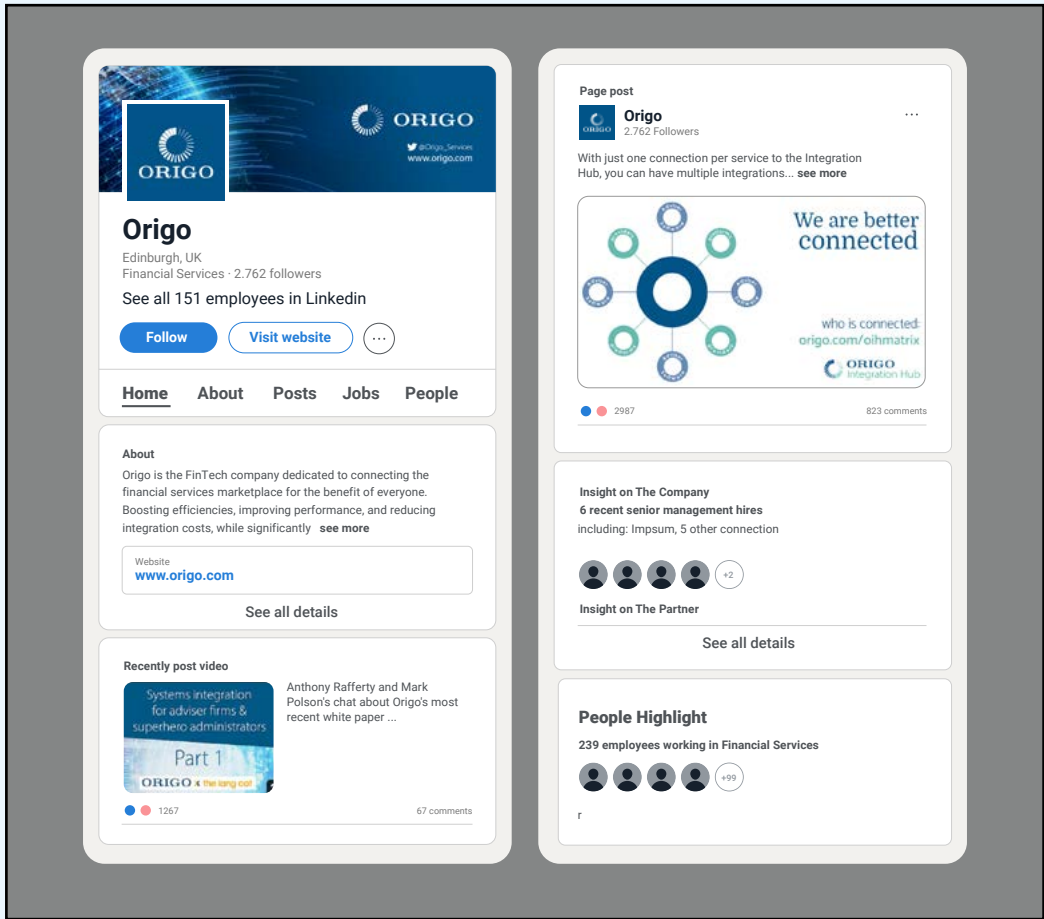 ORIGO
@Origo_Services
www.origo.com
ORIGO
Origo
Edinburgh, UK
Financial Services · 2.762 followers
See all 151 employees in Linkedin
Follow
Visit website
...
Home About Posts Jobs People
About
Origo is the FinTech company dedicated to connecting the
financial services marketplace for the benefit of everyone.
Boosting efficiencies, improving performance, and reducing
integration costs, while significantly see more
Website
www.origo.com
See all details
Recently post video
Systems integration
for adviser firms &
superhero administrators
Part 1
ORIGO x the lang cat
Anthony Rafferty and Mark
Polson's chat about Origo's most
recent white paper ...
1267
67 comments
Page post
ORIGO
Origo
2.762 Followers
...
With just one connection per service to the Integration
Hub, you can have multiple integrations... see more
We are better
connected
who is connected:
origo.com/oihmatrix
ORIGO
Integration Hub
2987
823 comments
Insight on The Company
6 recent senior management hires
including: Impsum, 5 other connection
+2
Insight on The Partner
See all details
People Highlight
239 employees working in Financial Services
+99
r